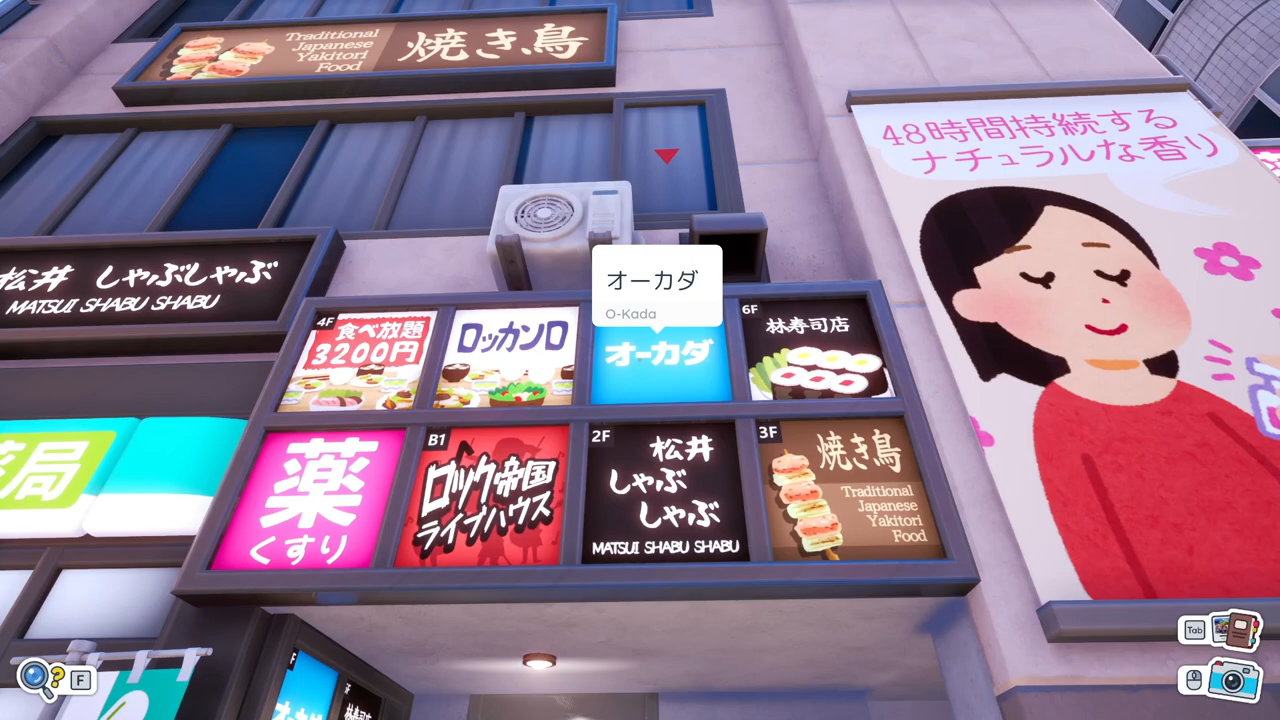 Traditional
Japanese
Yakitori
Food
焼き鳥
48時間持続する
ナチュラルな香り
松井 しゃぶしゃぶ
MATSUI SHABU SHABU
オーカダ
O-Kada
4F
食べ放題
3200円
ロッカンロ
オーカダ
6F
林寿司店
薬局
薬
くすり
B1
ロック帝国
ライブハウス
2F
松井
しゃぶ
しゃぶ
MATSUI SHABU SHABU
3F
焼き鳥
Traditional
Japanese
Yakitori
Food
Tab
F